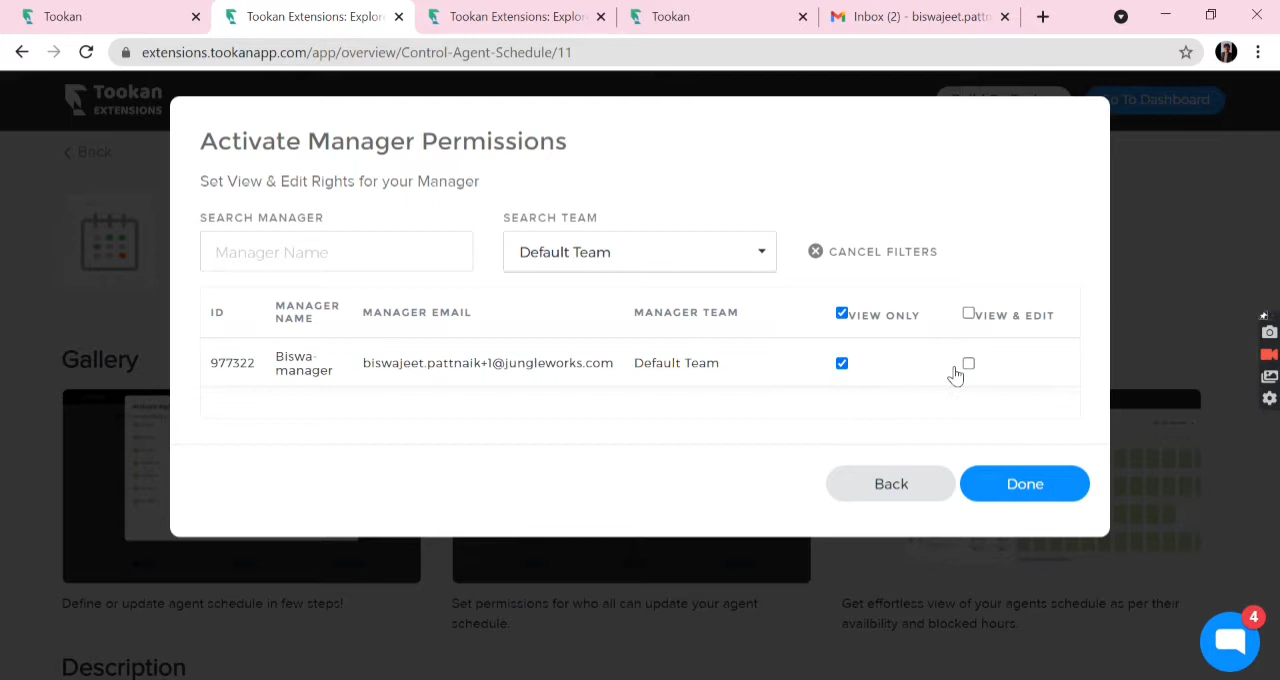 Tookan
Tookan Extensions: Explor
Tookan Extensions: Explor
Tookan
Inbox (2) - biswajeet.pattn
extensions.tookanapp.com/app/overview/Control-Agent-Schedule/11
Tookan
EXTENSIONS
To Dashboard
Back
Activate Manager Permissions
Set View & Edit Rights for your Manager
SEARCH MANAGER
SEARCH TEAM
Manager Name
Default Team
CANCEL FILTERS
ID
MANAGER NAME
MANAGER EMAIL
MANAGER TEAM
VIEW ONLY
VIEW & EDIT
977322
Biswa-
manager
biswajeet.pattnaik+1@jungleworks.com
Default Team
Back
Done
Gallery
Define or update agent schedule in few steps!
Set permissions for who all can update your agent
schedule.
Get effortless view of your agents schedule as per their
availbility and blocked hours.
Description
4